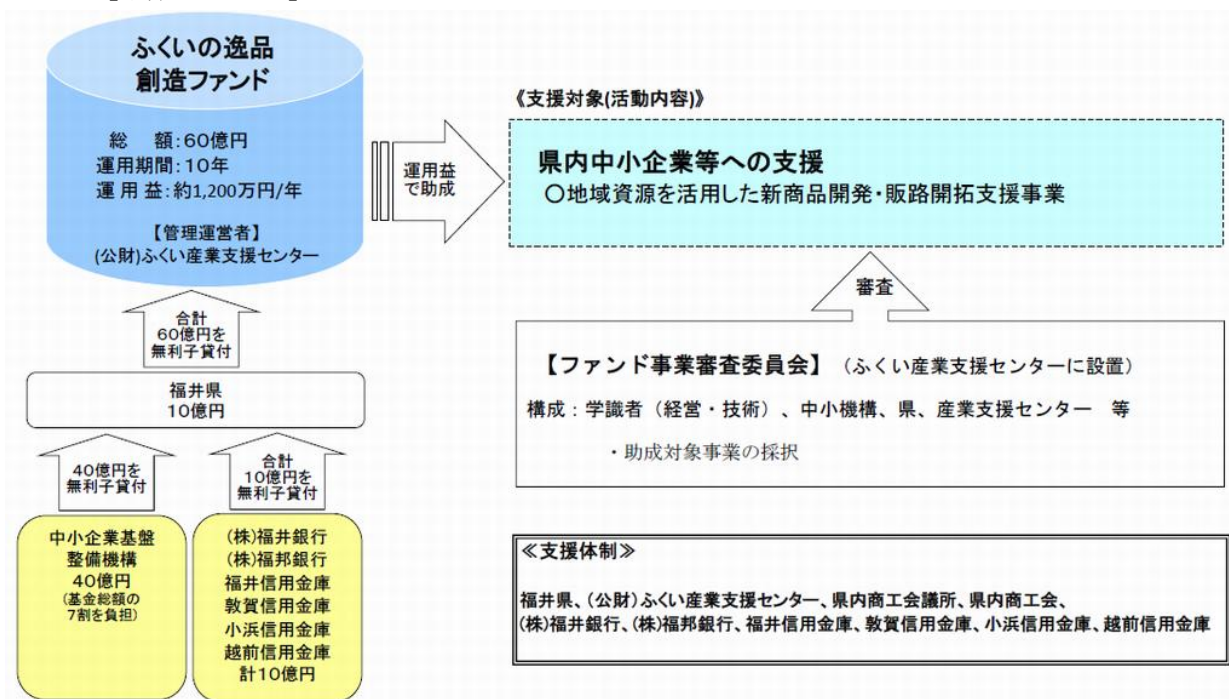 ふくいの逸品
創造ファンド
総　額:60億円
運用期間:10年
運 用 益:約1,200万円/年
【管理運営者】
(公財)ふくい産業支援センター
運用益
で助成
《支援対象(活動内容)》
県内中小企業等への支援
〇地域資源を活用した新商品開発・販路開拓支援事業
審査
【ファンド事業審査委員会】（ふくい産業支援センターに設置）
構成：学識者（経営・技術）、中小機構、県、産業支援センター　等
・助成対象事業の採択
合計
60億円を
無利子貸付
福井県
10億円
40億円を
無利子貸付
合計
10億円を
無利子貸付
中小企業基盤
整備機構
40億円
(基金総額の
7割を負担)
(株)福井銀行
(株)福邦銀行
福井信用金庫
敦賀信用金庫
小浜信用金庫
越前信用金庫
計10億円
≪支援体制≫
福井県、(公財)ふくい産業支援センター、県内商工会議所、県内商工会、
(株)福井銀行、(株)福邦銀行、福井信用金庫、敦賀信用金庫、小浜信用金庫、越前信用金庫